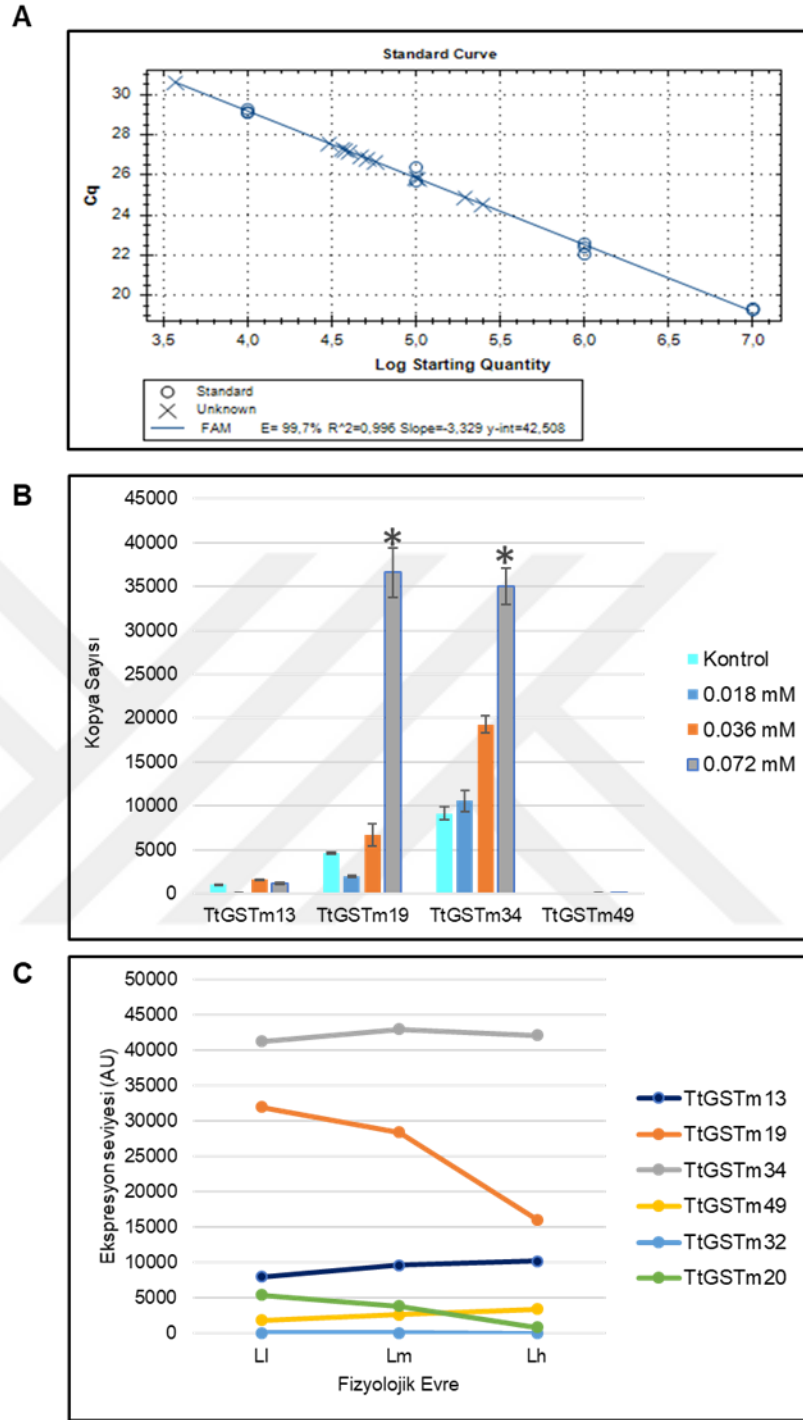 A
Standard Curve
Cq
30
28
26
24
22
20
3,5 4,0 4,5 5,0 5,5 6,0 6,5 7,0
Log Starting Quantity
Standard
Unknown
FAM E= 99,7% R^2=0,996 Slope=-3,329 y-int=42,508
B
Kopya Sayısı
45000
40000
35000
30000
25000
20000
15000
10000
5000
0
*
*
TtGSTm13 TtGSTm19 TtGSTm34 TtGSTm49
Kontrol
0.018 mM
0.036 mM
0.072 mM
C
Ekspresyon seviyesi (AU)
50000
45000
40000
35000
30000
25000
20000
15000
10000
5000
0
Ll Lm Lh
Fizyolojik Evre
TtGSTm13
TtGSTm19
TtGSTm34
TtGSTm49
TtGSTm32
TtGSTm20